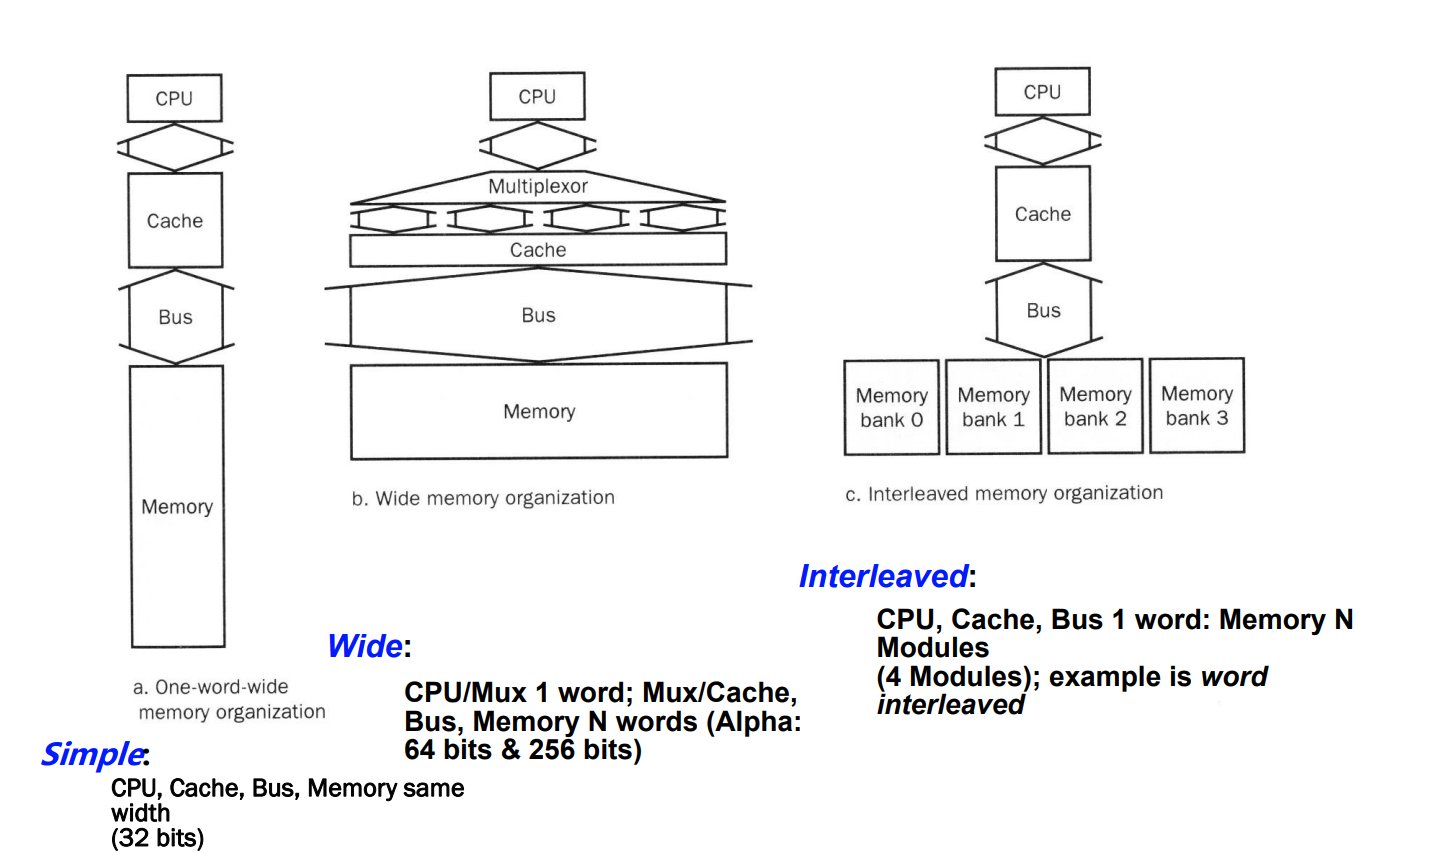 CPU
Cache
Bus
Memory
a. One-word-wide
memory organization
Simple:
CPU, Cache, Bus, Memory same
width
(32 bits)
CPU
Multiplexor
Cache
Bus
Memory
b. Wide memory organization
Wide:
CPU/Mux 1 word; Mux/Cache,
Bus, Memory N words (Alpha:
64 bits & 256 bits)
CPU
Cache
Bus
Memory
bank 0
Memory
bank 1
Memory
bank 2
Memory
bank 3
c. Interleaved memory organization
Interleaved:
CPU, Cache, Bus 1 word: Memory N
Modules
(4 Modules); example is word
interleaved